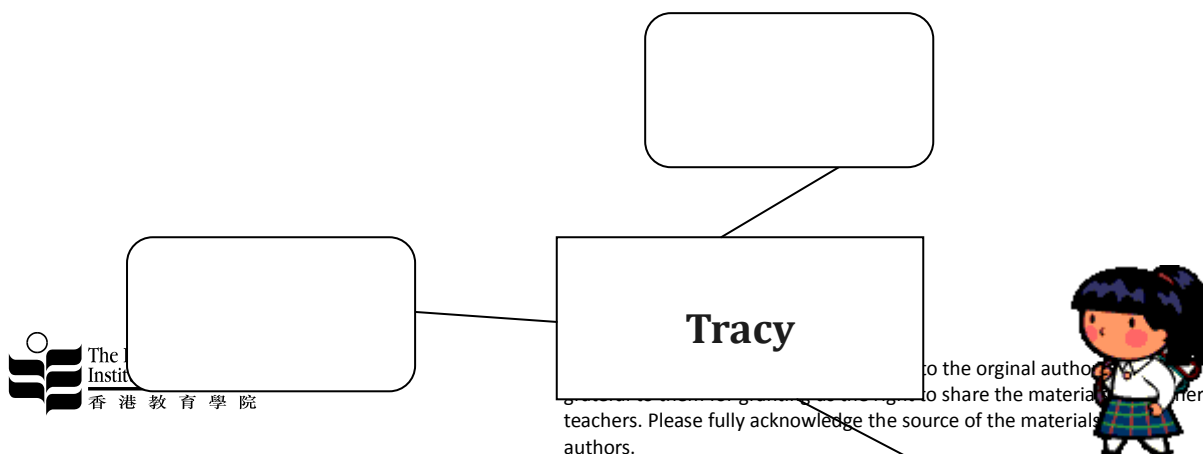 Tracy
The
Instit
香港教育學院
to the orginal autho
to share the materia
teachers. Please fully acknowledge the source of the materials
authors.